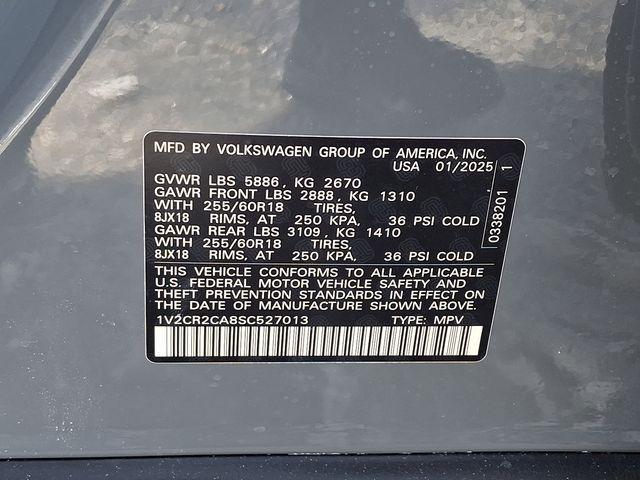 MFD BY VOLKSWAGEN GROUP OF AMERICA, INC.
USA 01/2025
GVWR LBS 5886, KG 2670
GAWR FRONT LBS 2888, KG 1310
WITH 255/60R18 TIRES,
8JX18 RIMS, AT 250 KPA, 36 PSI COLD
GAWR REAR LBS 3109, KG 1410
WITH 255/60R18 TIRES,
8JX18 RIMS, AT 250 KPA, 36 PSI COLD
THIS VEHICLE CONFORMS TO ALL APPLICABLE
U.S. FEDERAL MOTOR VEHICLE SAFETY AND
THEFT PREVENTION STANDARDS IN EFFECT ON
THE DATE OF MANUFACTURE SHOWN ABOVE.
1V2CR2CA8SC527013 TYPE: MPV
0338201 1